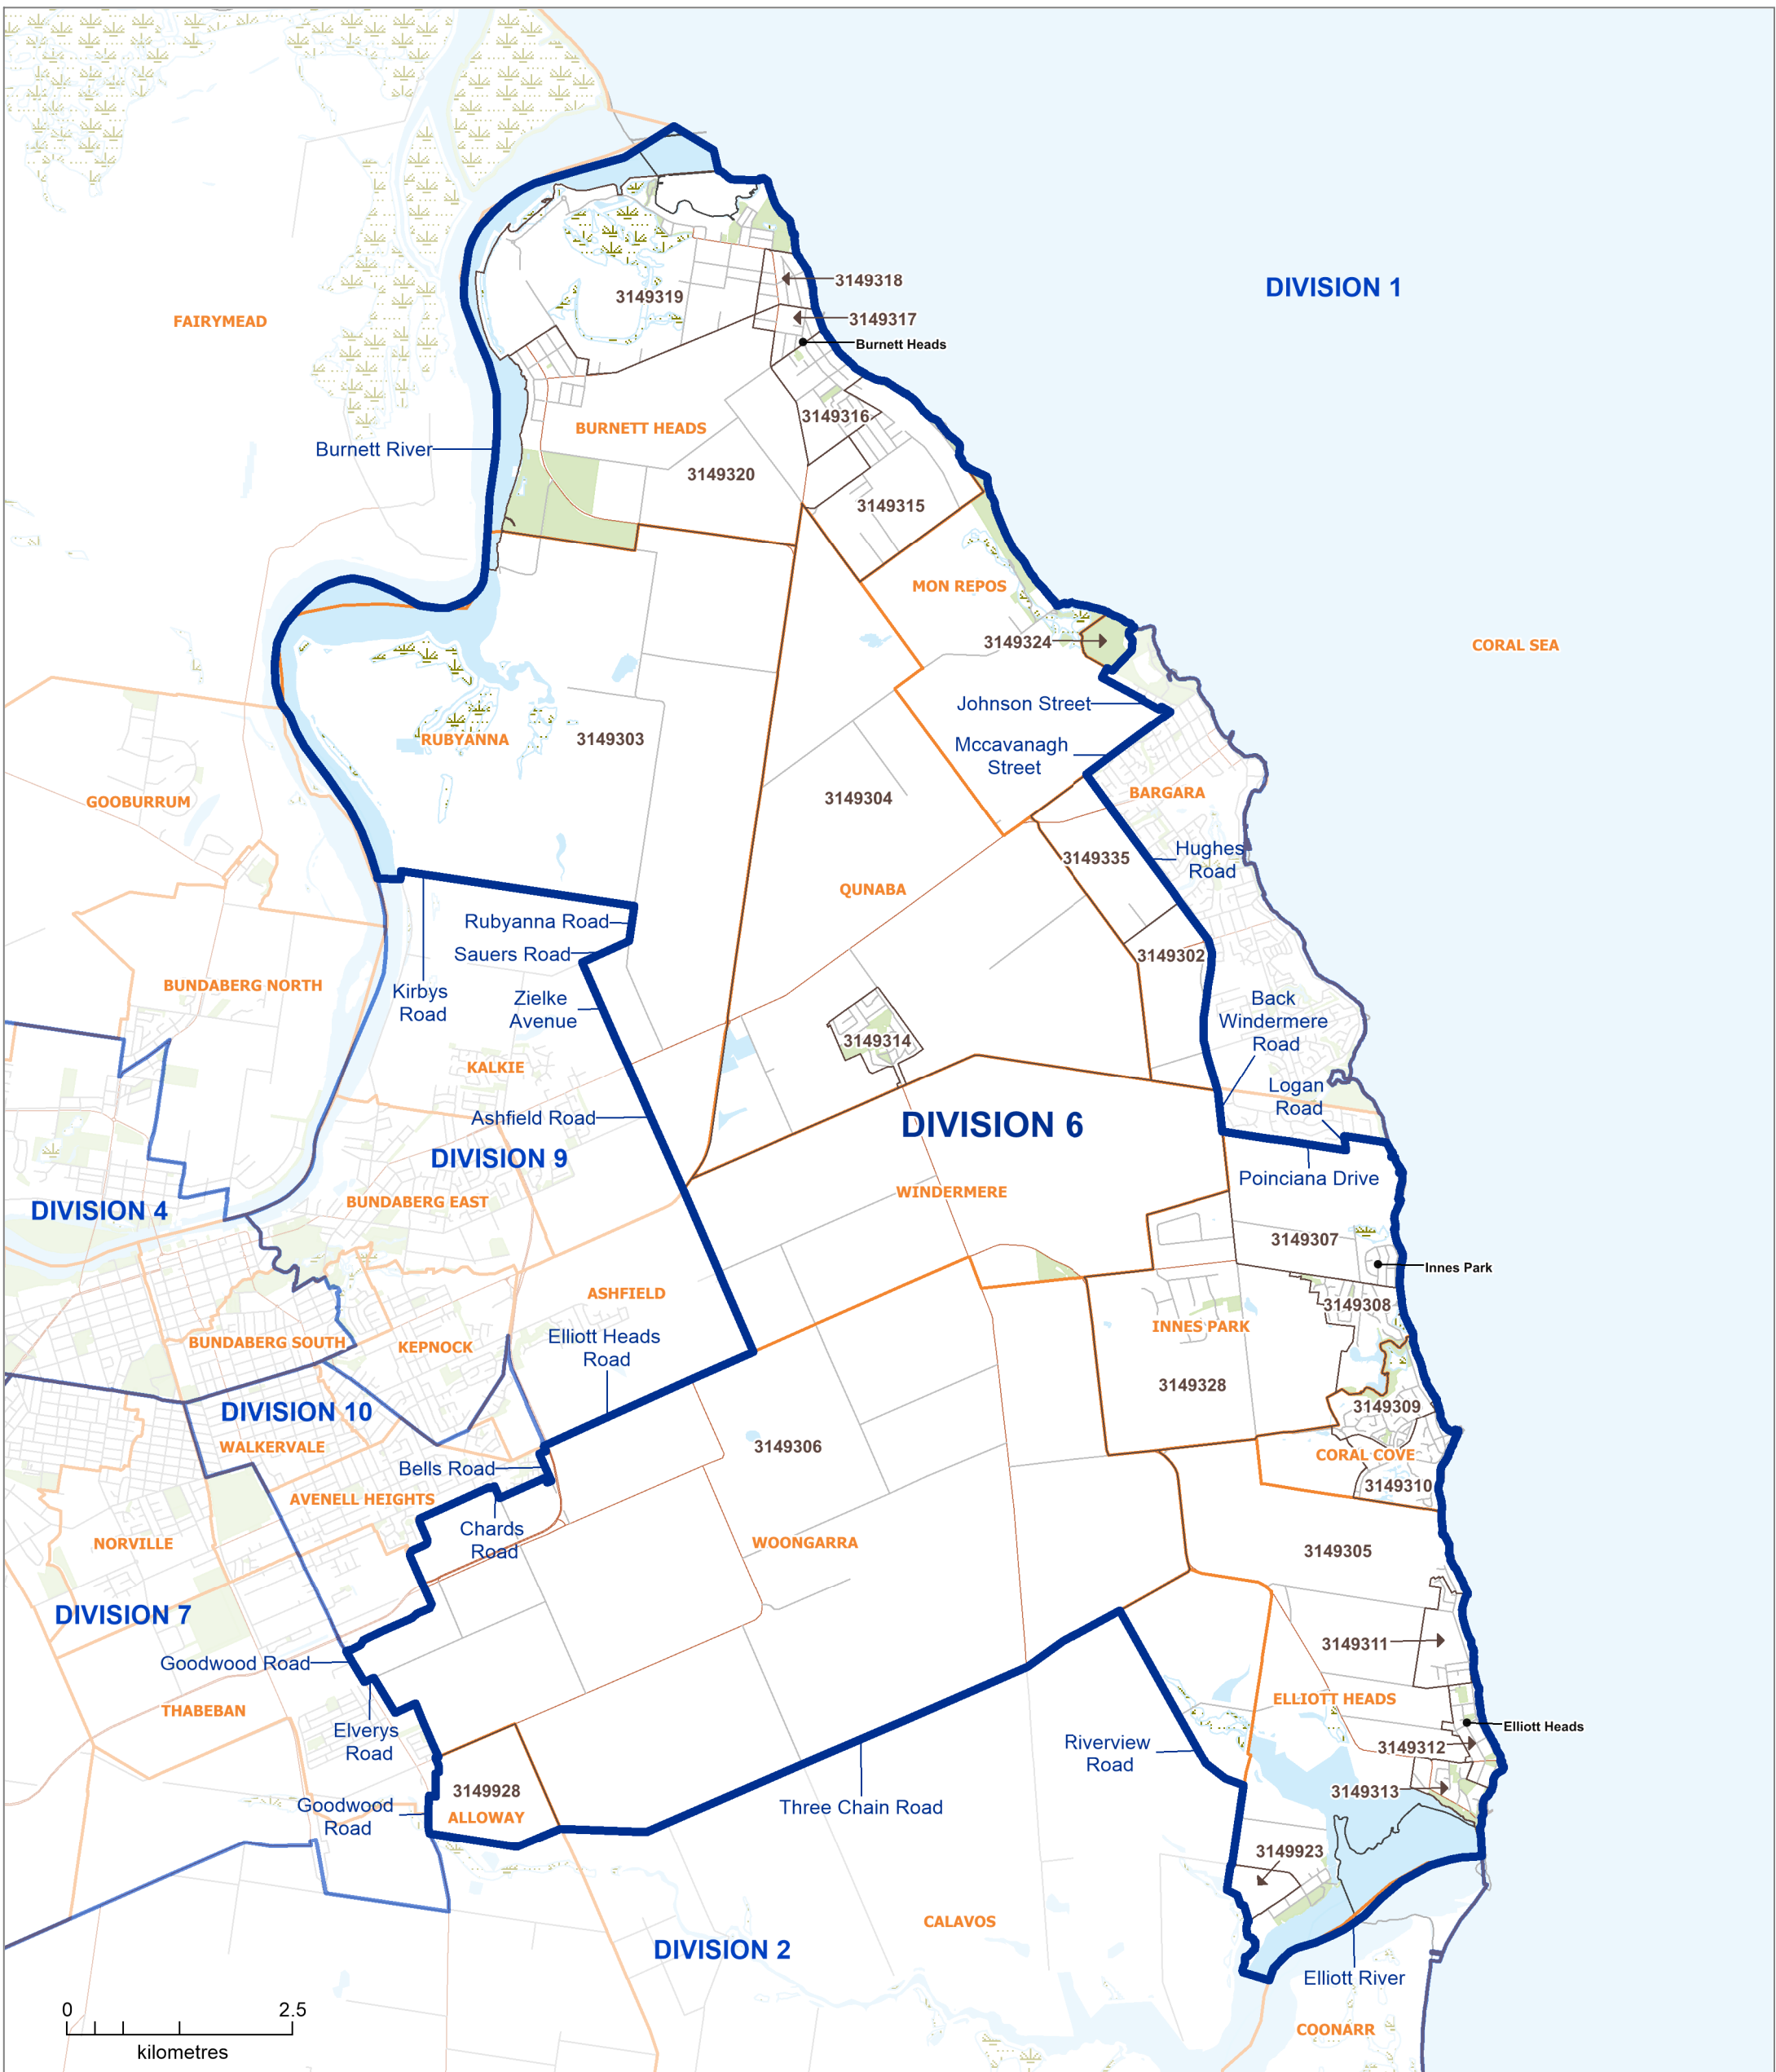 DIVISION 1
3149318
3149319
3149317
FAIRYMEAD
Burnett Heads
3149316
BURNETT HEADS
Burnett River
3149320
3149315
MON REPOS
3149324
CORAL SEA
Johnson Street
RUBYANNA
3149303
Mccavanagh
Street
BARGARA
3149304
GOOBURRUM
Hughes
Road
3149335
QUNABA
Rubyanna Road
Sauers Road
3149302
BUNDABERG NORTH
Kirbys
Road
Zielke
Avenue
Back
Windermere
Road
3149314
KALKIE
Logan
Road
Ashfield Road
DIVISION 6
DIVISION 9
Poinciana Drive
BUNDABERG EAST
WINDERMERE
DIVISION 4
3149307
Innes Park
ASHFIELD
3149308
INNES PARK
BUNDABERG SOUTH
KEPNOCK
Elliott Heads
Road
3149328
3149309
DIVISION 10
WALKERVALE
3149306
CORAL COVE
Bells Road
3149310
AVENELL HEIGHTS
Chards
Road
NORVILLE
WOONGARRA
3149305
DIVISION 7
3149311
Goodwood Road
ELLIOTT HEADS
THABEBAN
Elliott Heads
Elverys
Road
Riverview
Road
3149312
3149928
3149313
Goodwood
Road
ALLOWAY
Three Chain Road
3149923
CALAVOS
DIVISION 2
Elliott River
0
2.5
kilometres
COONARR